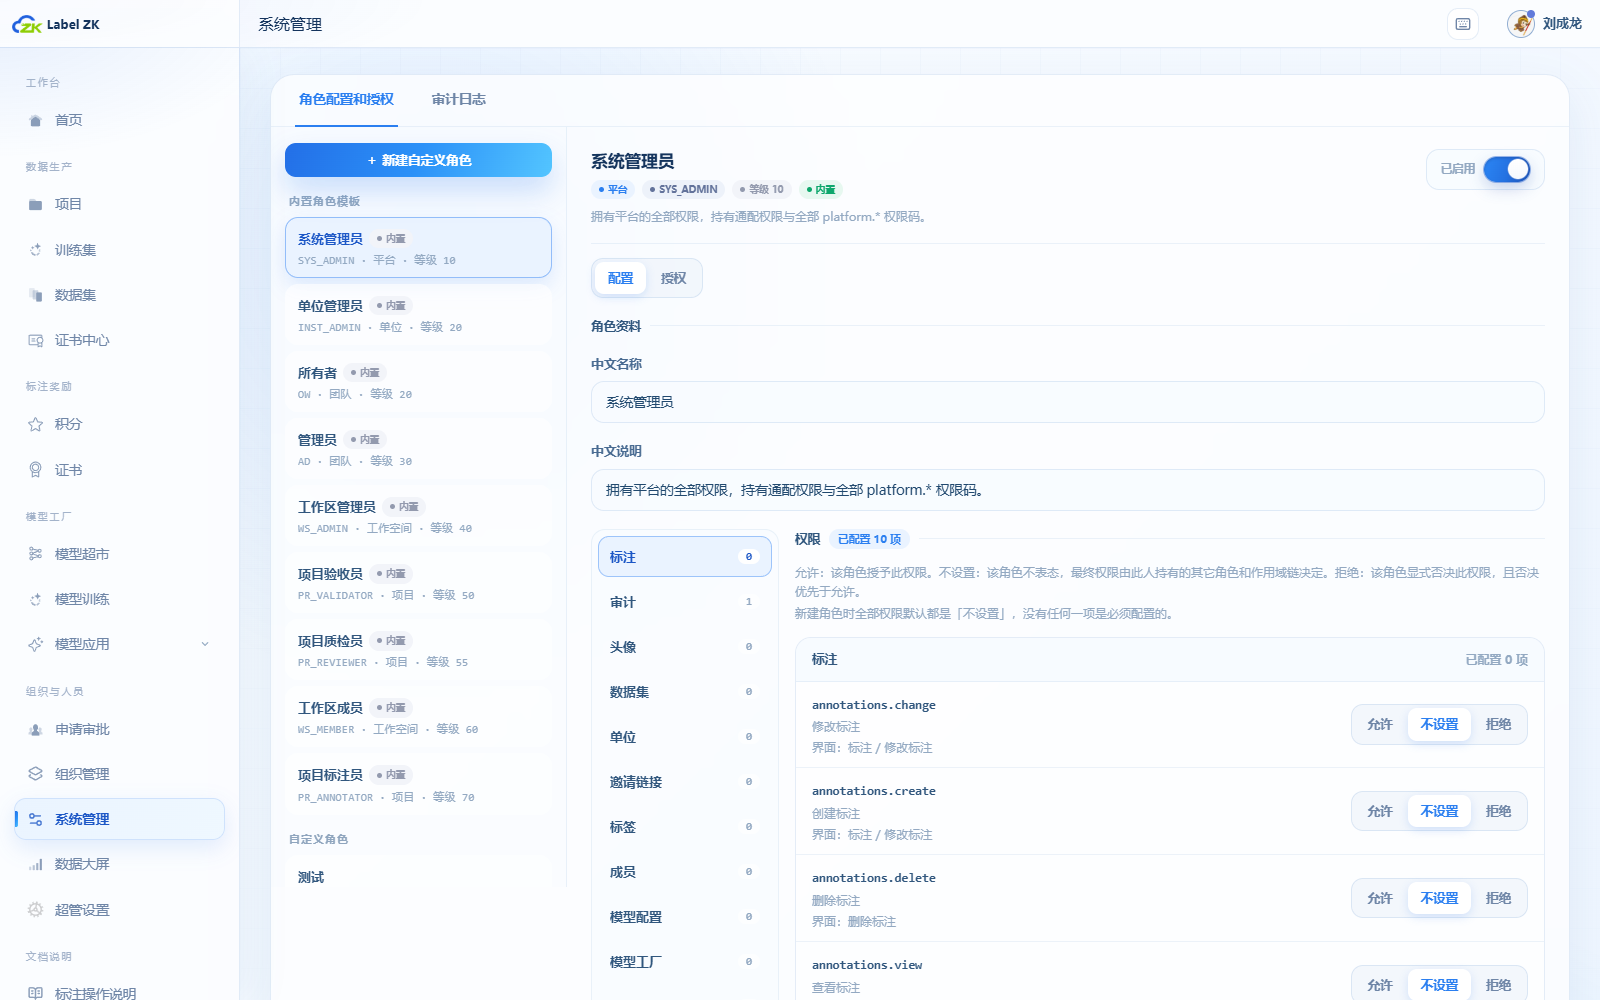 Label ZK
系统管理
刘成龙
工作台
首页
数据生产
项目
训练集
数据集
证书中心
标注奖励
积分
证书
模型工厂
模型超市
模型训练
模型应用
组织与人员
申请审批
组织管理
系统管理
数据大屏
超管设置
文档说明
标注操作说明
角色配置和授权
审计日志
+ 新建自定义角色
内置角色模板
系统管理员 内置
SYS_ADMIN · 平台 · 等级 10
单位管理员 内置
INST_ADMIN · 单位 · 等级 20
所有者 内置
OW · 团队 · 等级 20
管理员 内置
AD · 团队 · 等级 30
工作区管理员 内置
WS_ADMIN · 工作空间 · 等级 40
项目验收员 内置
PR_VALIDATOR · 项目 · 等级 50
项目质检员 内置
PR_REVIEWER · 项目 · 等级 55
工作区成员 内置
WS_MEMBER · 工作空间 · 等级 60
项目标注员 内置
PR_ANNOTATOR · 项目 · 等级 70
自定义角色
测试
系统管理员
平台 SYS_ADMIN 等级 10 内置
拥有平台的全部权限，持有通配权限与全部 platform.* 权限码。
已启用
配置 授权
角色资料
中文名称
系统管理员
中文说明
拥有平台的全部权限，持有通配权限与全部 platform.* 权限码。
标注 0
审计 1
头像 0
数据集 0
单位 0
邀请链接 0
标签 0
成员 0
模型配置 0
模型工厂 0
权限 已配置 10 项
允许：该角色授予此权限。不设置：该角色不表态，最终权限由此人持有的其它角色和作用域链决定。拒绝：该角色显式否决此权限，且否决
优先于允许。
新建角色时全部权限默认都是「不设置」，没有任何一项是必须配置的。
标注 已配置 0 项
annotations.change
修改标注
界面：标注 / 修改标注
允许 不设置 拒绝
annotations.create
创建标注
界面：标注 / 修改标注
允许 不设置 拒绝
annotations.delete
删除标注
界面：删除标注
允许 不设置 拒绝
annotations.view
查看标注
允许 不设置 拒绝